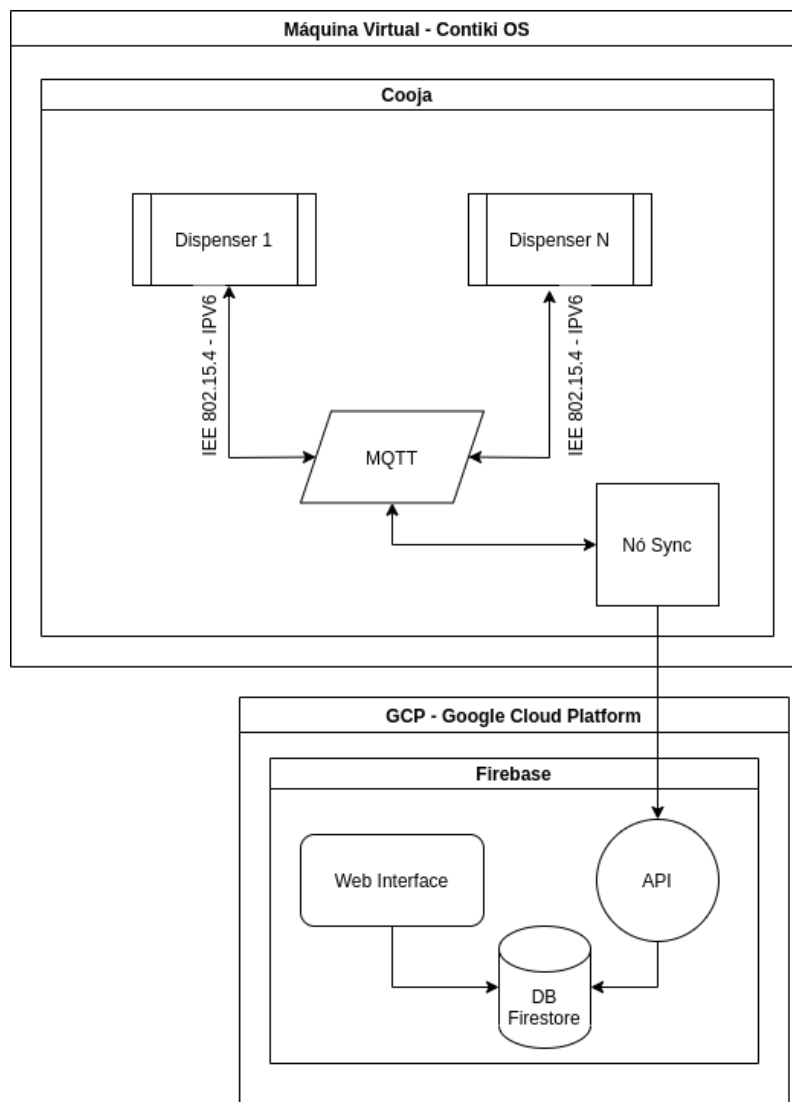 Máquina Virtual - Contiki OS
Cooja
Dispenser 1
Dispenser N
IEE 802.15.4 - IPV6
IEE 802.15.4 - IPV6
MQTT
Nó Sync
GCP - Google Cloud Platform
Firebase
Web Interface
API
DB
Firestore